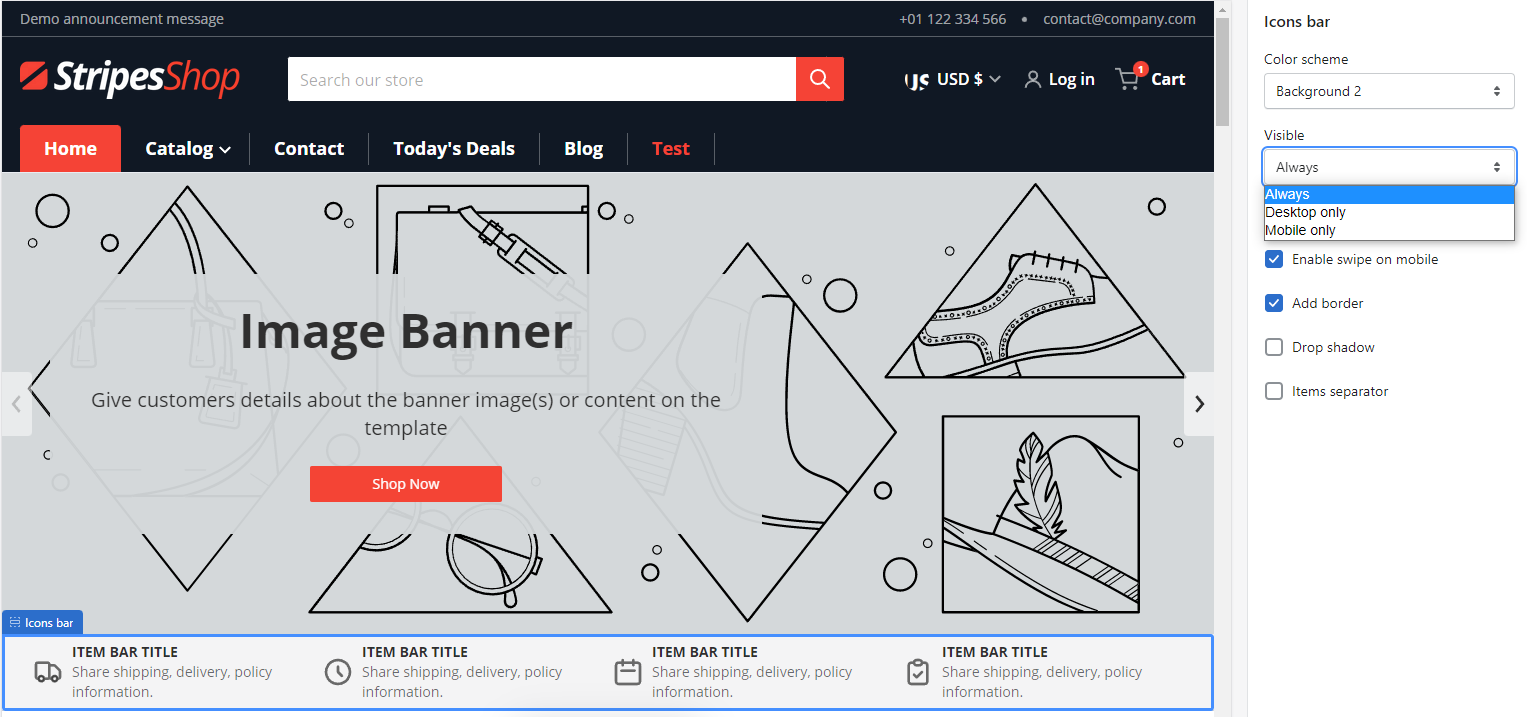 Demo announcement message
+01 122 334 566 • contact@company.com
StripesShop
Search our store
USD $
Log in
1
Cart
Home
Catalog
Contact
Today's Deals
Blog
Test
Image Banner
Give customers details about the banner image(s) or content on the
template
Shop Now
Icons bar
ITEM BAR TITLE
Share shipping, delivery, policy
information.
ITEM BAR TITLE
Share shipping, delivery, policy
information.
ITEM BAR TITLE
Share shipping, delivery, policy
information.
ITEM BAR TITLE
Share shipping, delivery, policy
information.
Icons bar
Color scheme
Background 2
Visible
Always
Always
Desktop only
Mobile only
Enable swipe on mobile
Add border
Drop shadow
Items separator